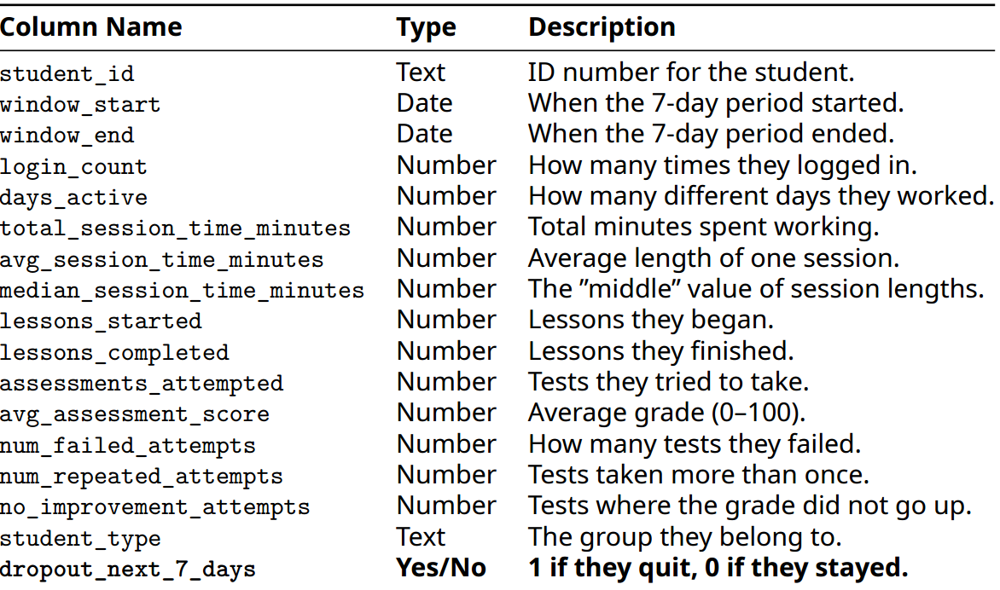 Column Name Type Description
student_id Text ID number for the student.
window_start Date When the 7-day period started.
window_end Date When the 7-day period ended.
login_count Number How many times they logged in.
days_active Number How many different days they worked.
total_session_time_minutes Number Total minutes spent working.
avg_session_time_minutes Number Average length of one session.
median_session_time_minutes Number The ”middle” value of session lengths.
lessons_started Number Lessons they began.
lessons_completed Number Lessons they finished.
assessments_attempted Number Tests they tried to take.
avg_assessment_score Number Average grade (0–100).
num_failed_attempts Number How many tests they failed.
num_repeated_attempts Number Tests taken more than once.
no_improvement_attempts Number Tests where the grade did not go up.
student_type Text The group they belong to.
dropout_next_7_days Yes/No 1 if they quit, 0 if they stayed.